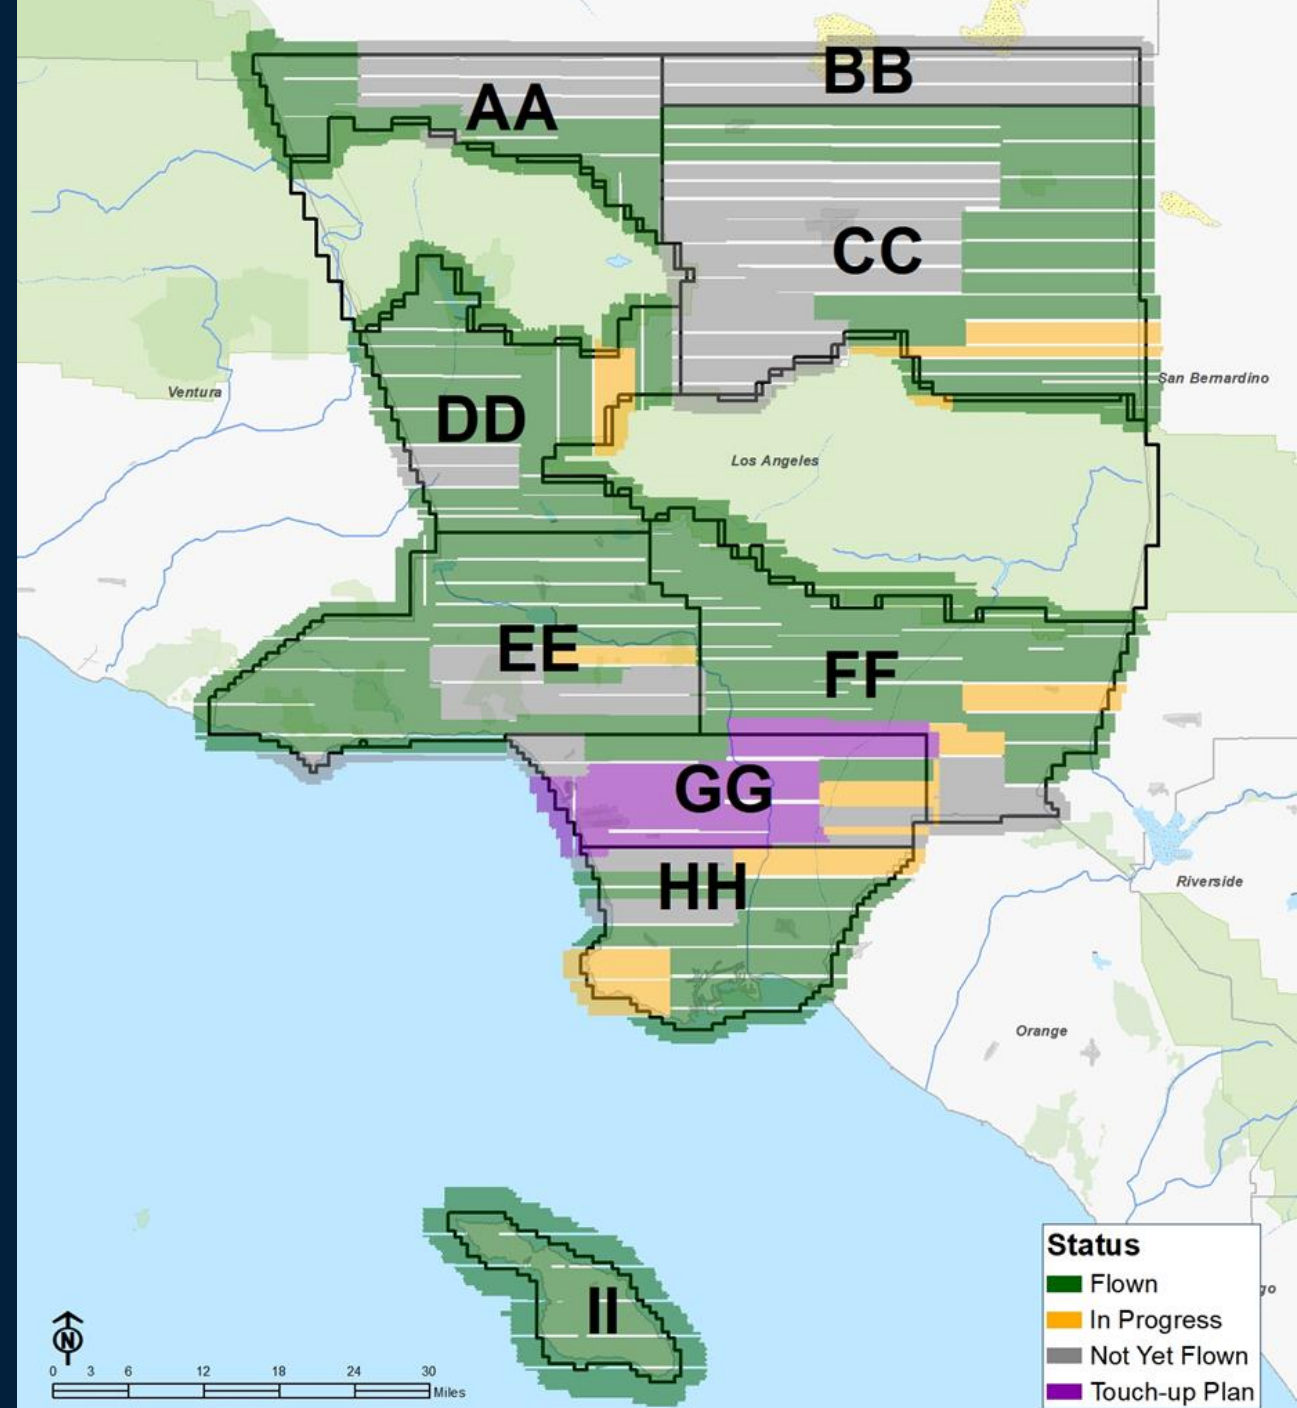 BB
AA
CC
Ventura
San Bernardino
DD
Los Angeles
EE
FF
GG
HH
Riverside
Orange
II
Status
Flown
In Progress
Not Yet Flown
Touch-up Plan
go
N
0 3 6 12 18 24 30
Miles